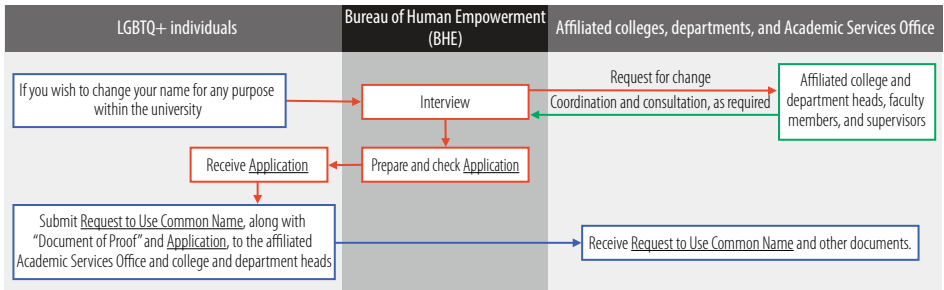 LGBTQ+ individuals
Bureau of Human Empowerment
(BHE)
Affiliated colleges, departments, and Academic Services Office
If you wish to change your name for any purpose
within the university
Interview
Request for change
Coordination and consultation, as required
Affiliated college and
department heads, faculty
members, and supervisors
Receive Application
Prepare and check Application
Submit Request to Use Common Name, along with
“Document of Proof” and Application, to the affiliated
Academic Services Office and college and department heads
Receive Request to Use Common Name and other documents.